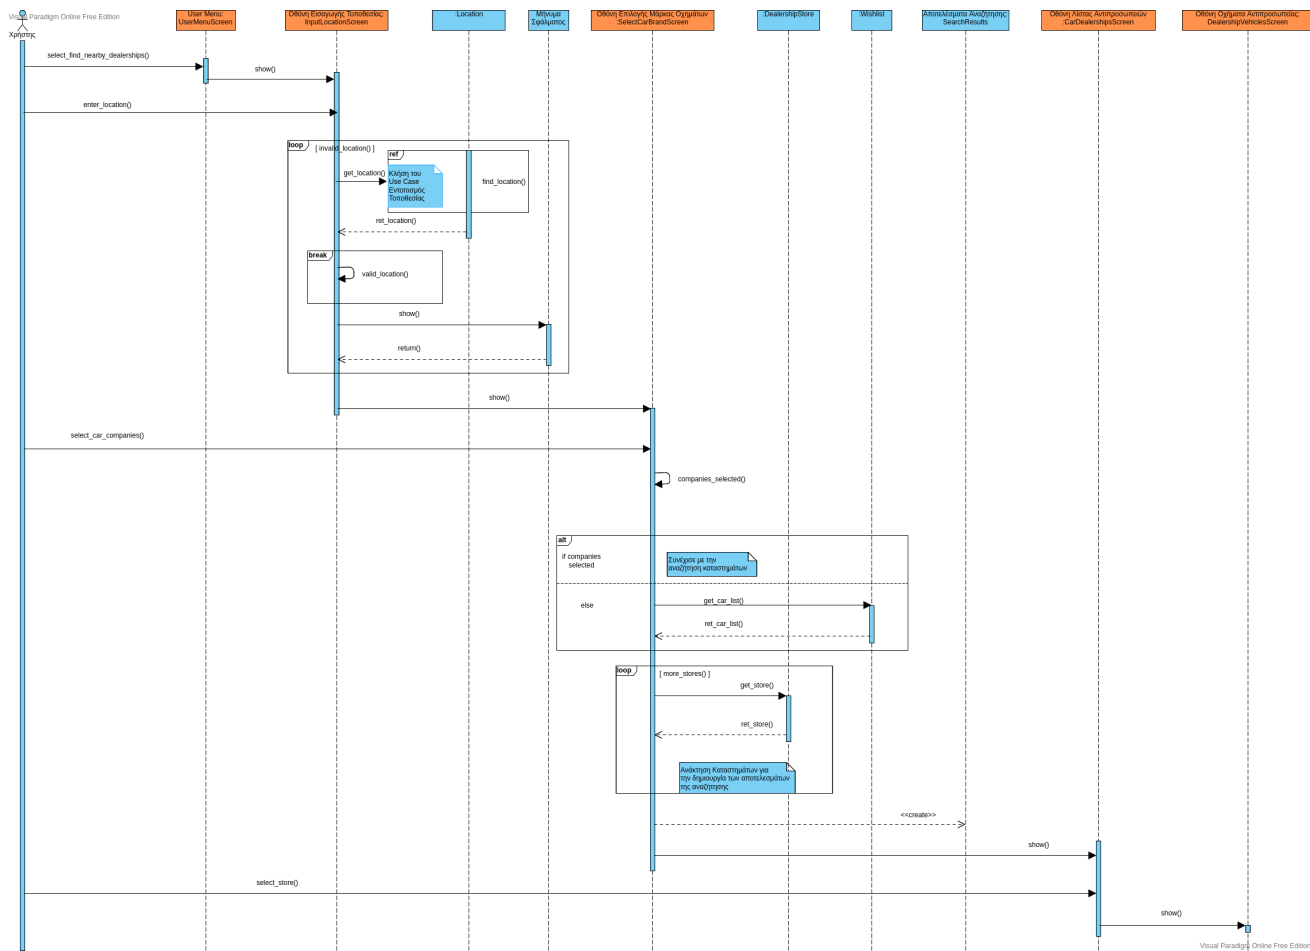 Visual Paradigm Online Free Edition
Χρήστης
User Menu:
UserMenuScreen
Οθόνη Εισαγωγής Τοποθεσίας:
InputLocationScreen
:Location
Μήνυμα
Σφάλματος
Οθόνη Επιλογής Μάρκας Οχημάτων
:SelectCarBrandScreen
:DealershipStore
:Wishlist
Αποτελέσματα Αναζήτησης:
SearchResults
Οθόνη Λίστας Αντιπροσωπειών
:CarDealershipsScreen
Οθόνη Οχήματα Αντιπροσωπείας:
DealershipVehiclesScreen
select_find_nearby_dealerships()
show()
enter_location()
loop
[ invalid_location() ]
ref
get_location()
Κλήση του
Use Case
Εντοπισμός
Τοποθεσίας
find_location()
ret_location()
break
valid_location()
show()
return()
show()
select_car_companies()
companies_selected()
alt
if companies
selected
Συνέχισε με την
αναζήτηση καταστημάτων
else
get_car_list()
ret_car_list()
loop
[ more_stores() ]
get_store()
ret_store()
Ανάκτηση Καταστημάτων για
την δημιουργία των αποτελεσμάτων
της αναζήτησης
<<create>>
show()
select_store()
show()
Visual Paradigm Online Free Edition